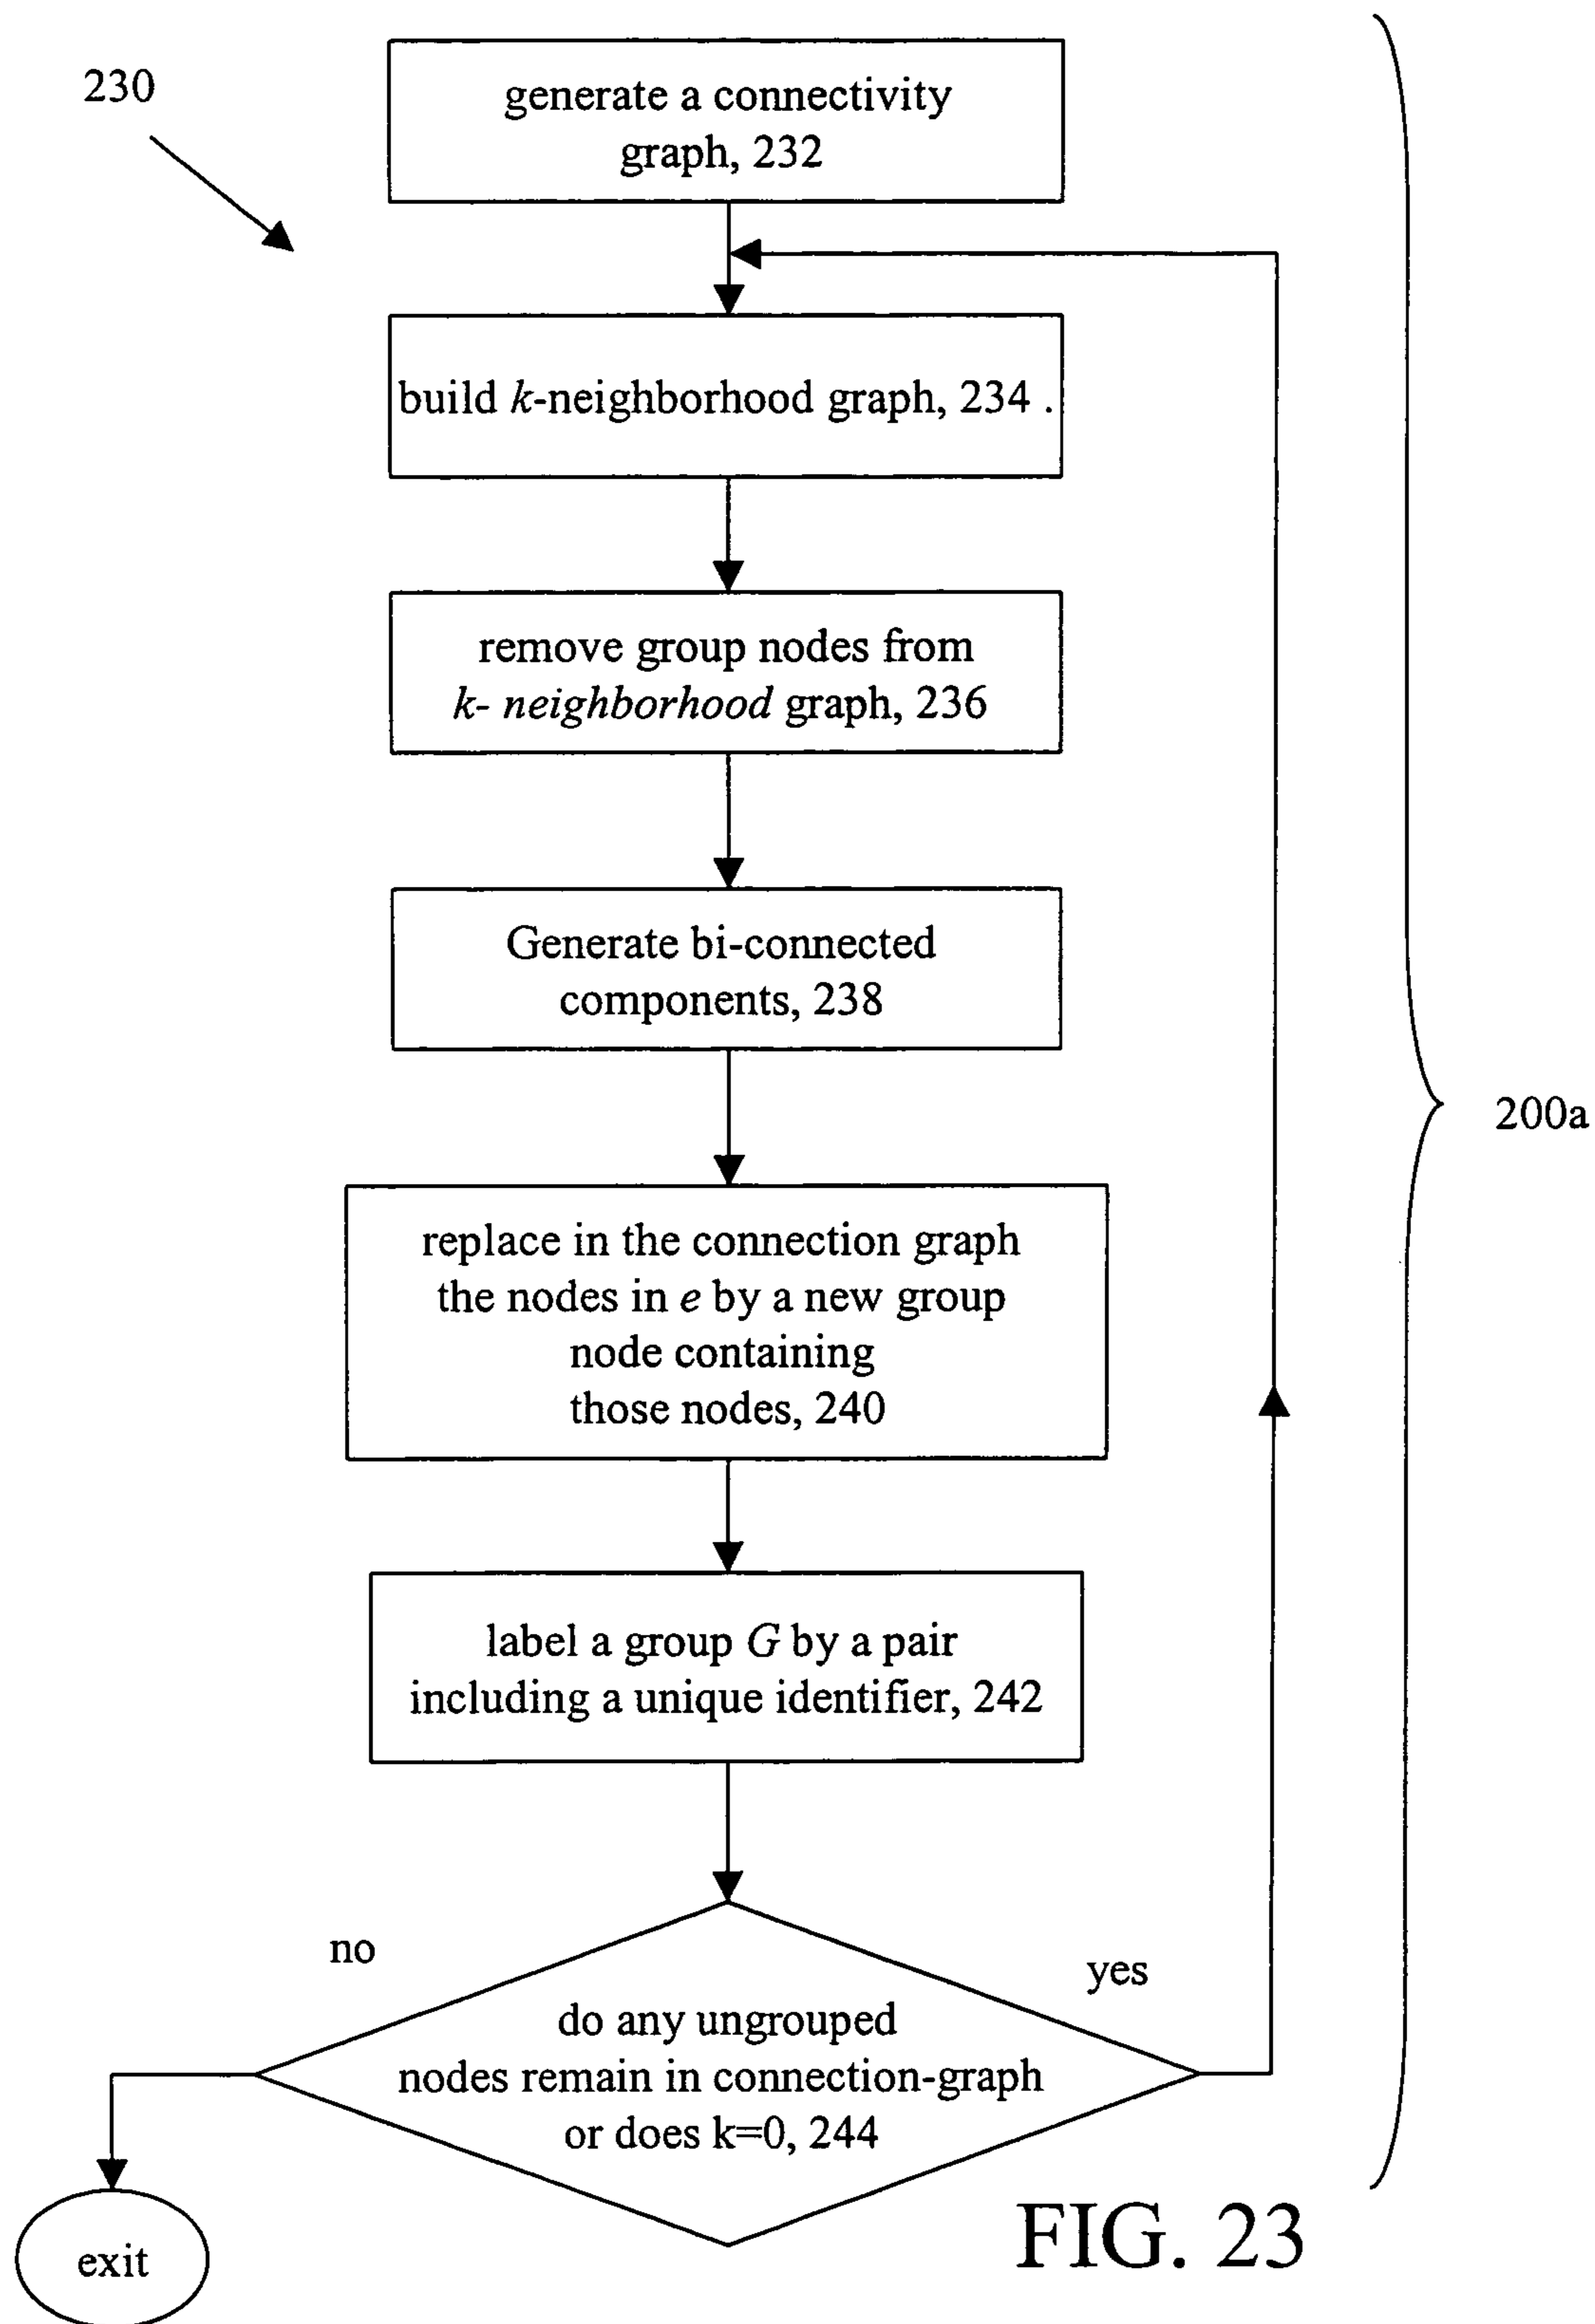 230
generate a connectivity
graph, 232
build k-neighborhood graph, 234 .
remove group nodes from
k- neighborhood graph, 236
Generate bi-connected
components, 238
200a
replace in the connection graph
the nodes in e by a new group
node containing
those nodes, 240
label a group G by a pair
including a unique identifier, 242
no
yes
do any ungrouped
nodes remain in connection-graph
or does k=0, 244
exit
FIG. 23